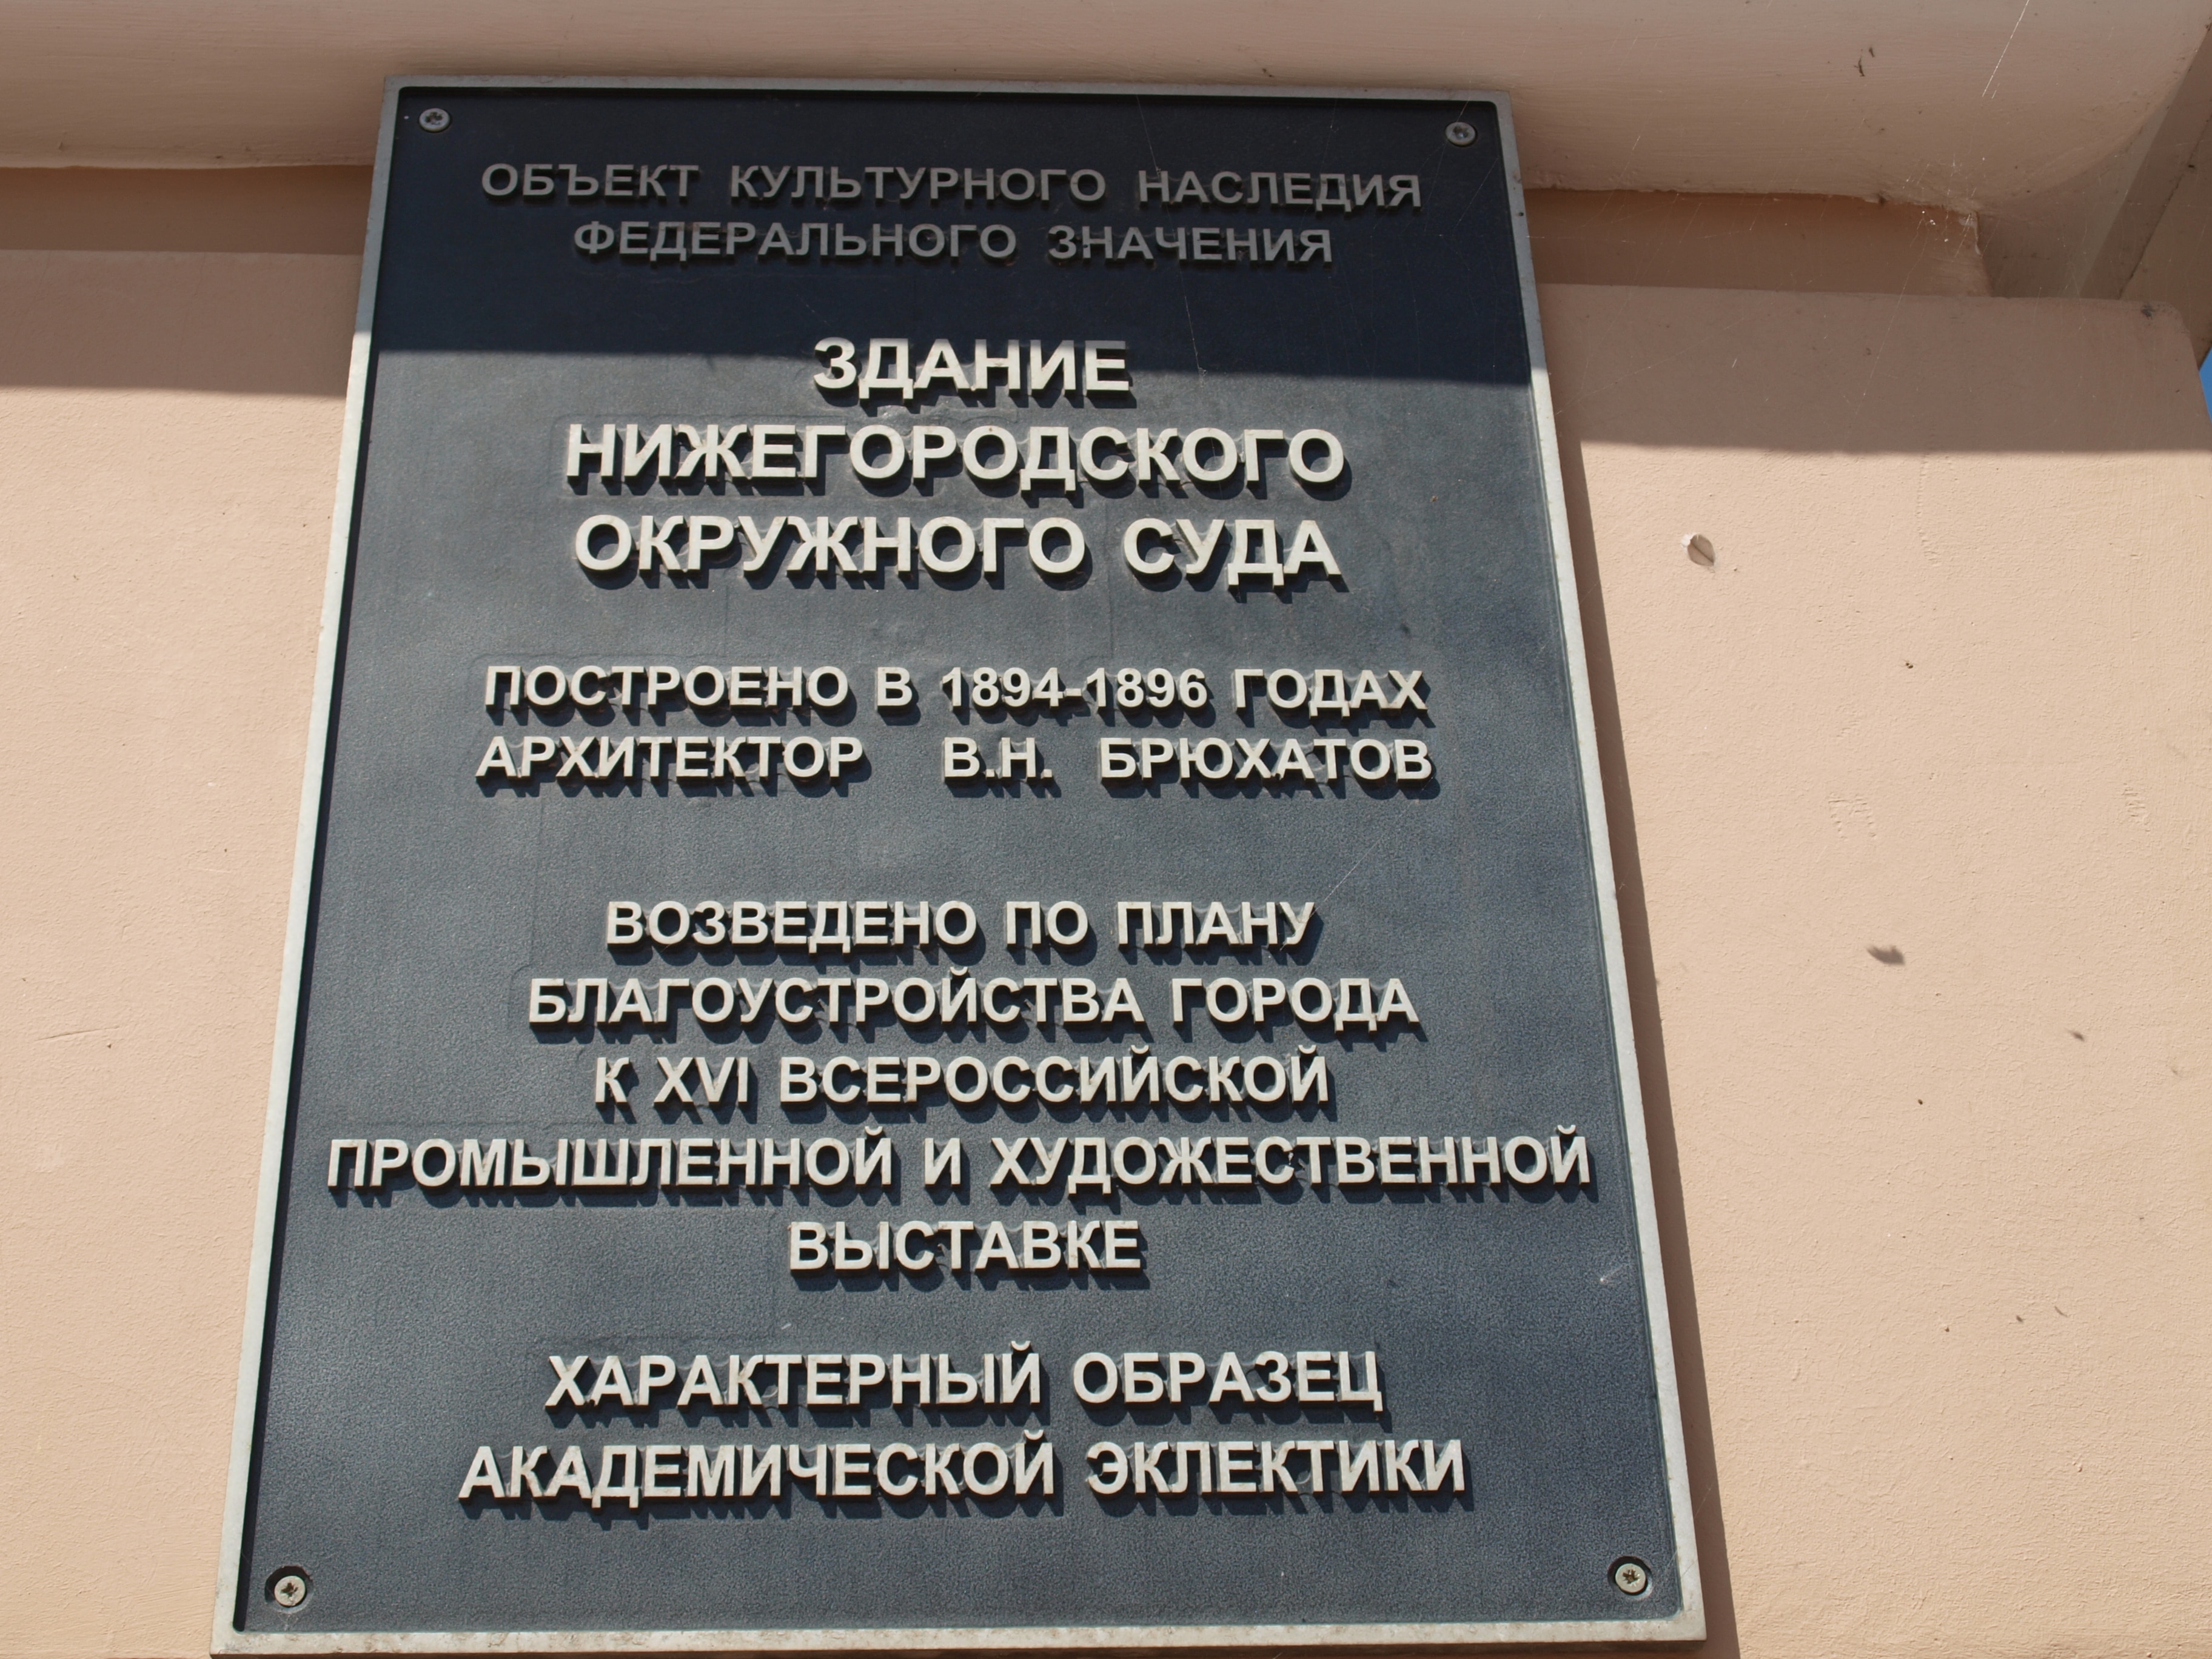 ОБЪЕКТ КУЛЬТУРНОГО НАСЛЕДИЯ
ФЕДЕРАЛЬНОГО ЗНАЧЕНИЯ
ЗДАНИЕ
НИЖЕГОРОДСКОГО
ОКРУЖНОГО СУДА
ПОСТРОЕНО В 1894-1896 ГОДАХ
АРХИТЕКТОР В.Н. БРЮХАТОВ
ВОЗВЕДЕНО ПО ПЛАНУ
БЛАГОУСТРОЙСТВА ГОРОДА
К XVI ВСЕРОССИЙСКОЙ
ПРОМЫШЛЕННОЙ И ХУДОЖЕСТВЕННОЙ
ВЫСТАВКЕ
ХАРАКТЕРНЫЙ ОБРАЗЕЦ
АКАДЕМИЧЕСКОЙ ЭКЛЕКТИКИ